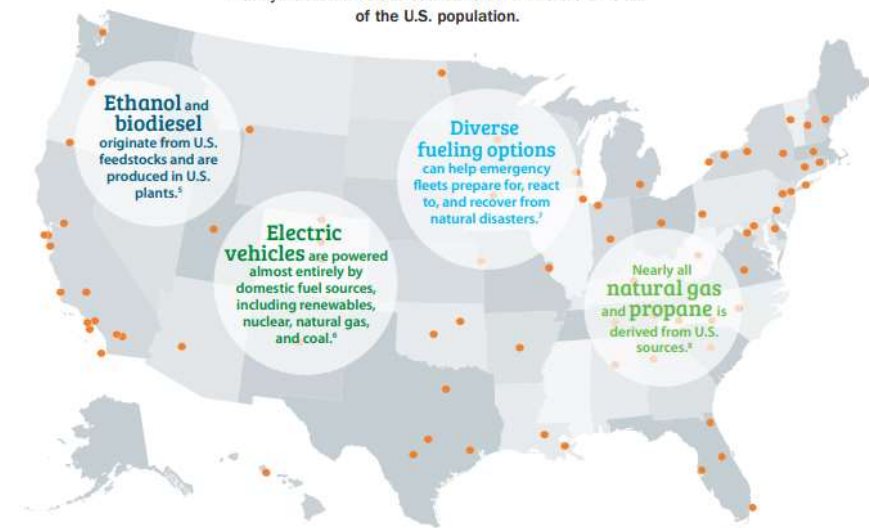 of the U.S. population.
Ethanol and
biodiesel
originate from U.S.
feedstocks and are
produced in U.S.
plants.⁵
Diverse
fueling options
can help emergency
fleets prepare for, react
to, and recover from
natural disasters.⁷
Electric
vehicles are powered
almost entirely by
domestic fuel sources,
including renewables,
nuclear, natural gas,
and coal.⁶
Nearly all
natural gas
and propane is
derived from U.S.
sources.⁸